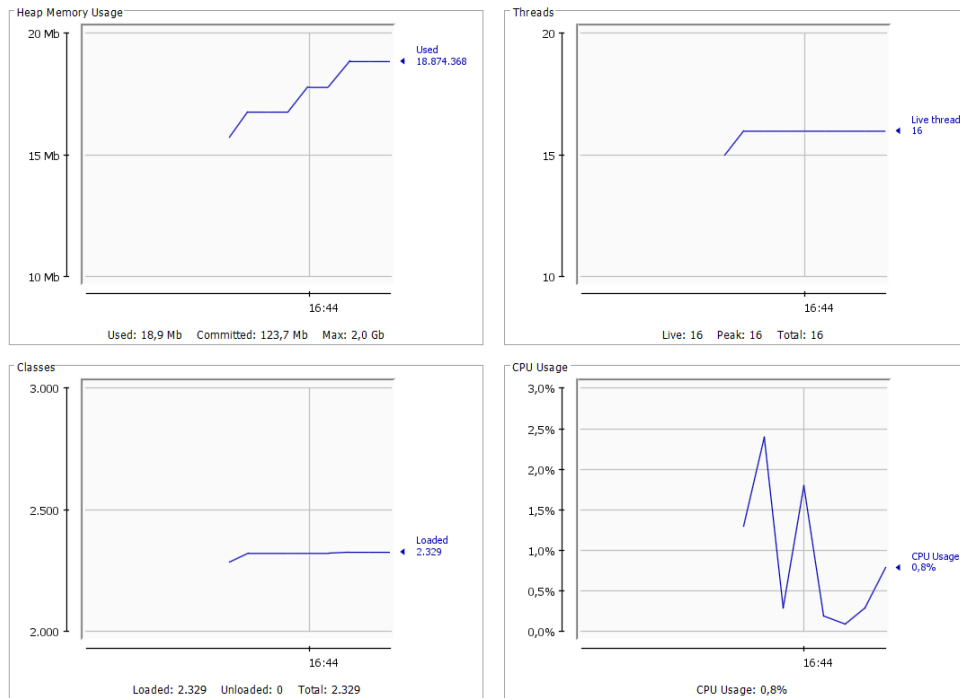 Heap Memory Usage
20 Mb
15 Mb
10 Mb
Used
18.874.368
16:44
Used: 18,9 Mb Committed: 123,7 Mb Max: 2,0 Gb
Threads
20
15
10
Live thread
16
16:44
Live: 16 Peak: 16 Total: 16
Classes
3.000
2.500
2.000
Loaded
2.329
16:44
Loaded: 2.329 Unloaded: 0 Total: 2.329
CPU Usage
3,0%
2,5%
2,0%
1,5%
1,0%
0,5%
0,0%
CPU Usage
0,8%
16:44
CPU Usage: 0,8%